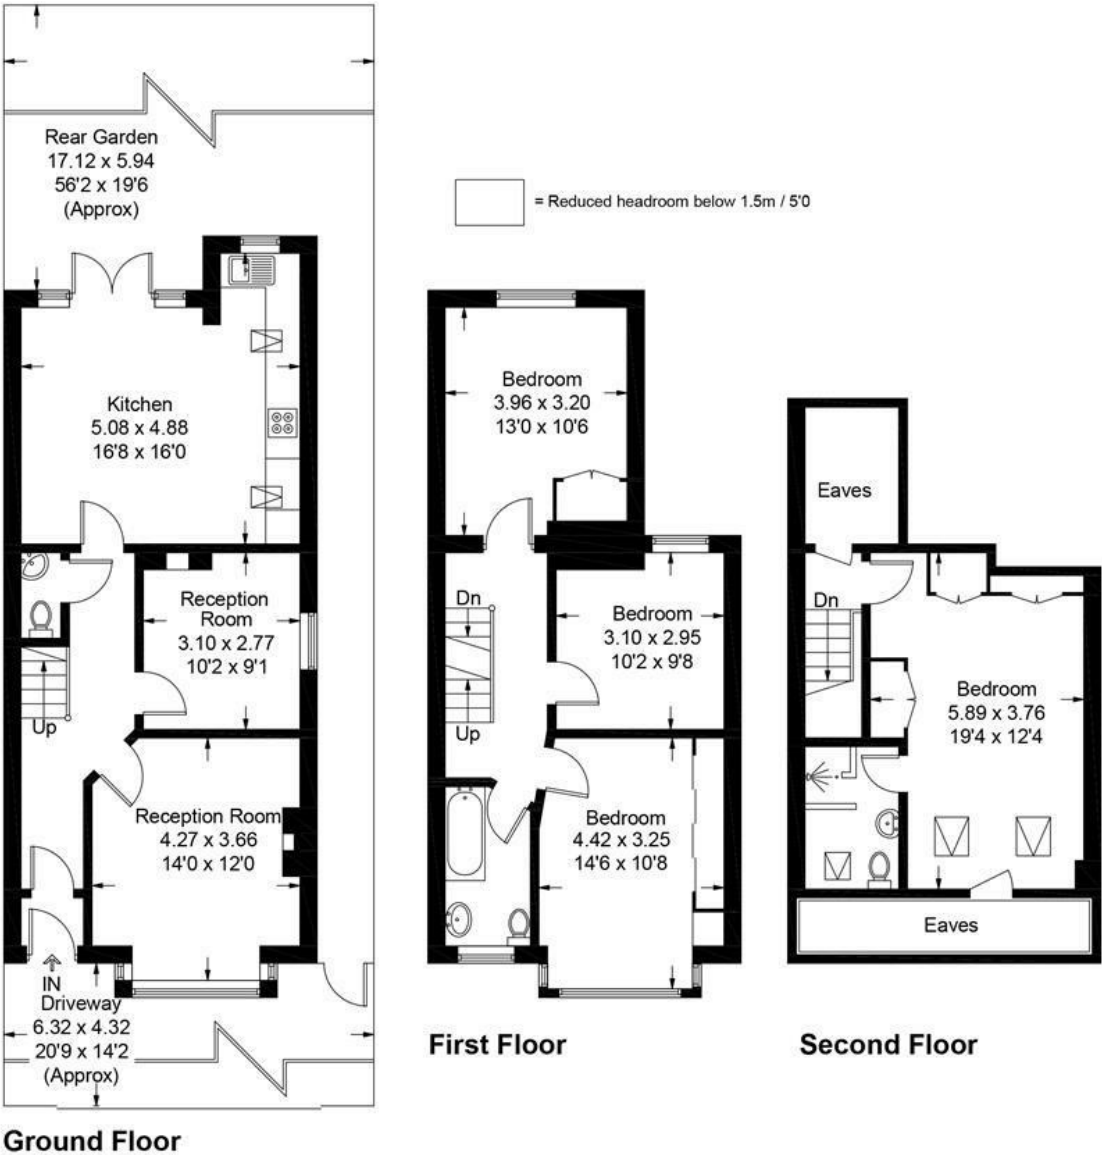 Rear Garden
17.12 x 5.94
56'2 x 19'6
(Approx)
= Reduced headroom below 1.5m / 5'0
Kitchen
5.08 x 4.88
16'8 x 16'0
Reception
Room
3.10 x 2.77
10'2 x 9'1
Up
Reception Room
4.27 x 3.66
14'0 x 12'0
IN
Driveway
6.32 x 4.32
20'9 x 14'2
(Approx)
Ground Floor
Bedroom
3.96 x 3.20
13'0 x 10'6
Dn
Up
Bedroom
3.10 x 2.95
10'2 x 9'8
Bedroom
4.42 x 3.25
14'6 x 10'8
First Floor
Eaves
Dn
Bedroom
5.89 x 3.76
19'4 x 12'4
Eaves
Second Floor